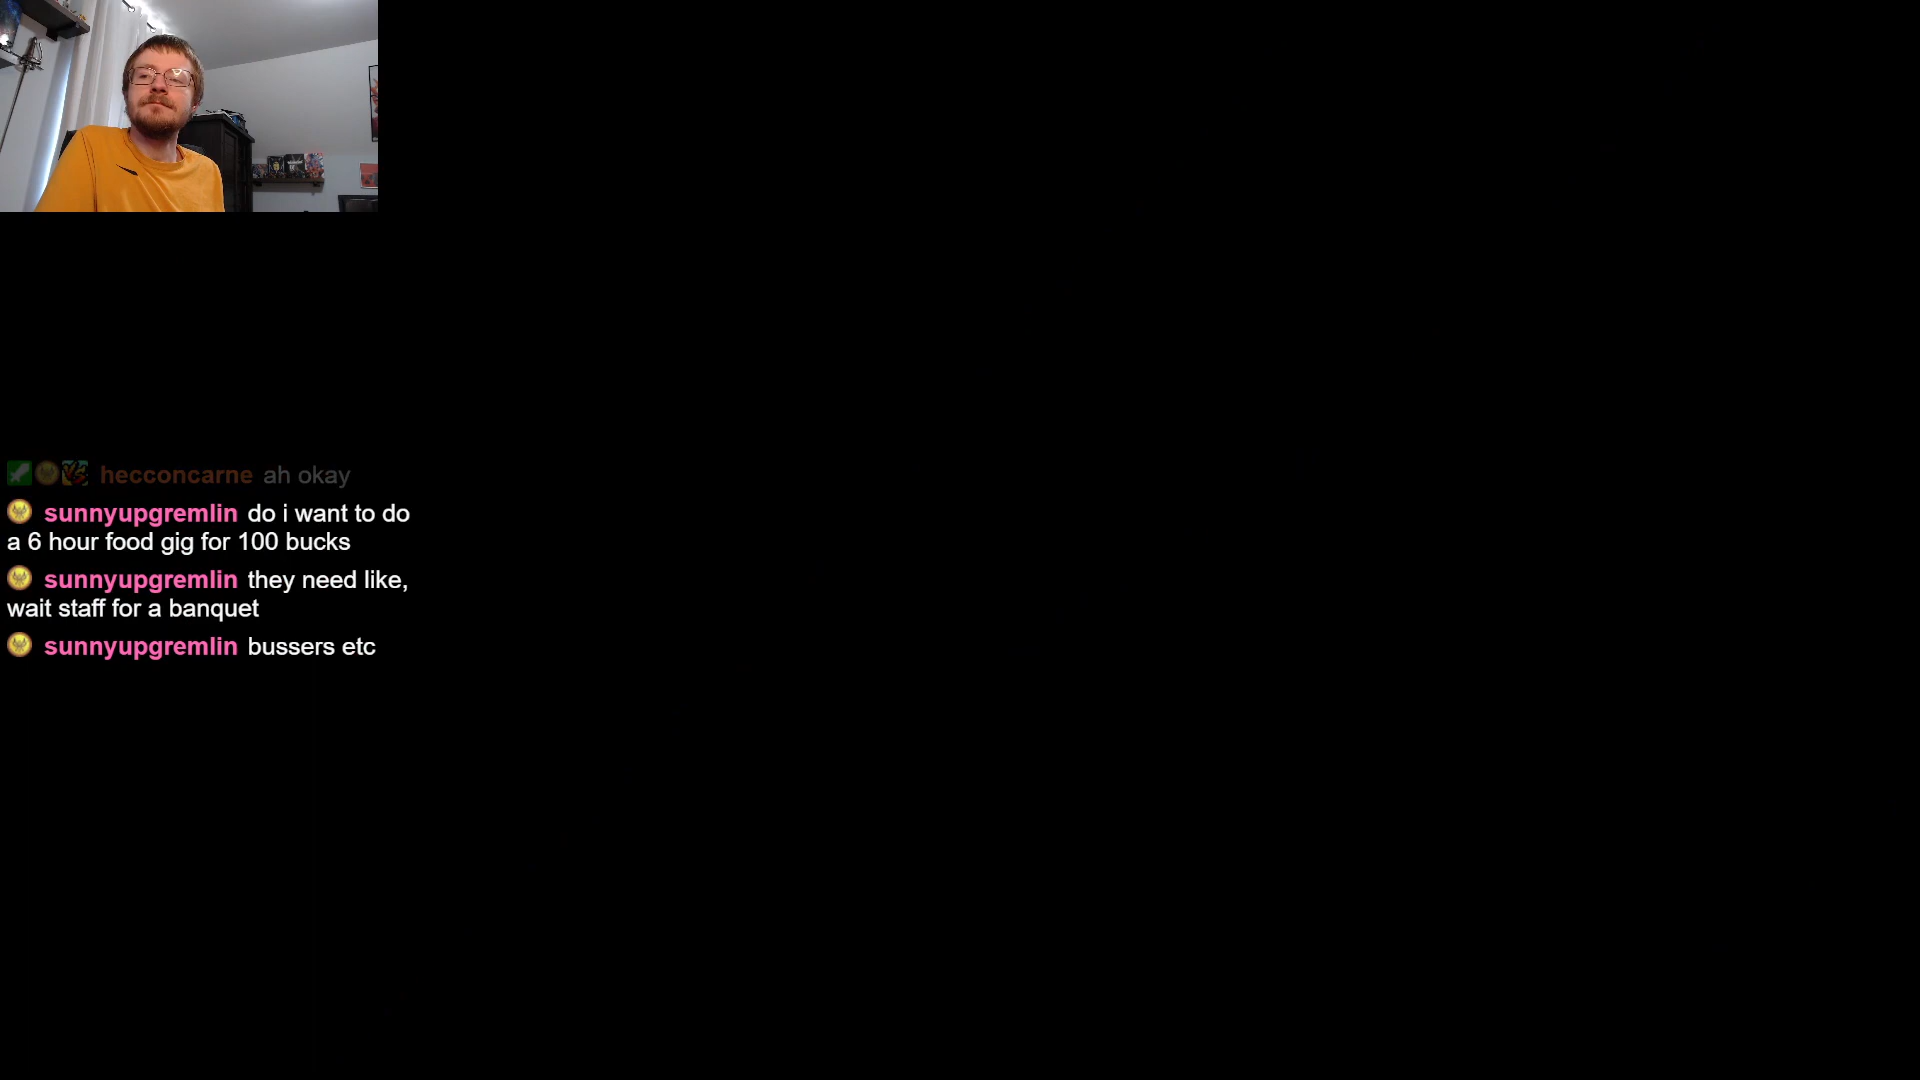 hecconcarne ah okay
sunnyupgremlin do i want to do
a 6 hour food gig for 100 bucks
sunnyupgremlin they need like,
wait staff for a banquet
sunnyupgremlin bussers etc